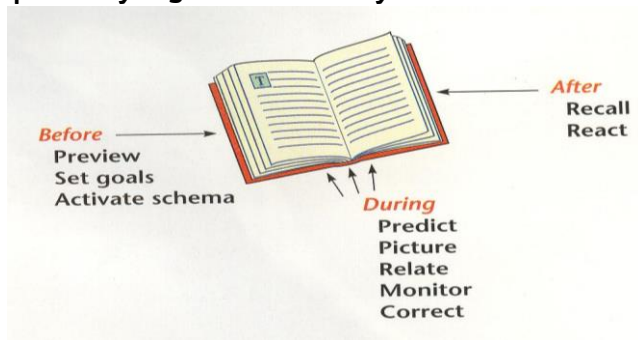 Before
Preview
Set goals
Activate schema
T
During
Predict
Picture
Relate
Monitor
Correct
After
Recall
React